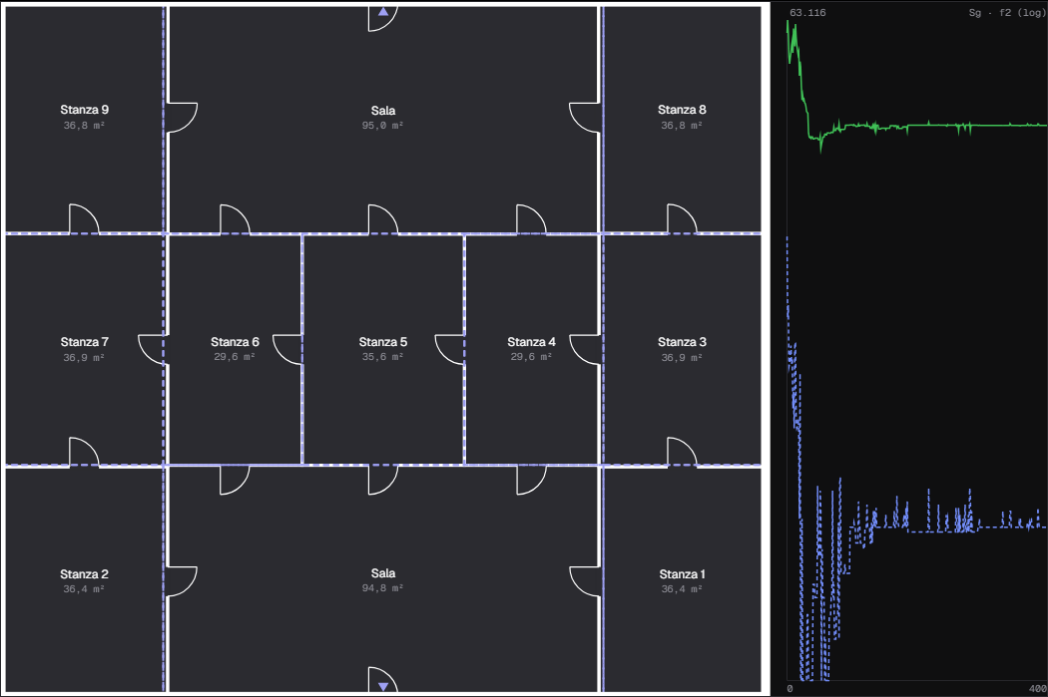 63.116
Sg - f2 (log)
Stanza 9
36,8 m²
Sala
95,0 m²
Stanza 8
36,8 m²
Stanza 7
36,9 m²
Stanza 6
29,6 m²
Stanza 5
35,6 m²
Stanza 4
29,6 m²
Stanza 3
36,9 m²
Stanza 2
36,4 m²
Sala
94,8 m²
Stanza 1
36,4 m²
0
400